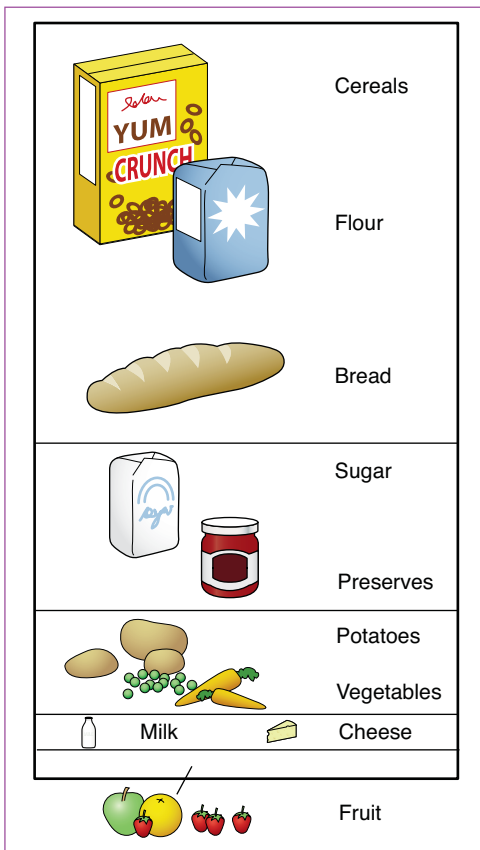 Cereals
YUM
CRUNCH
Flour
Bread
Sugar
Preserves
Potatoes
Vegetables
Milk
Cheese
Fruit